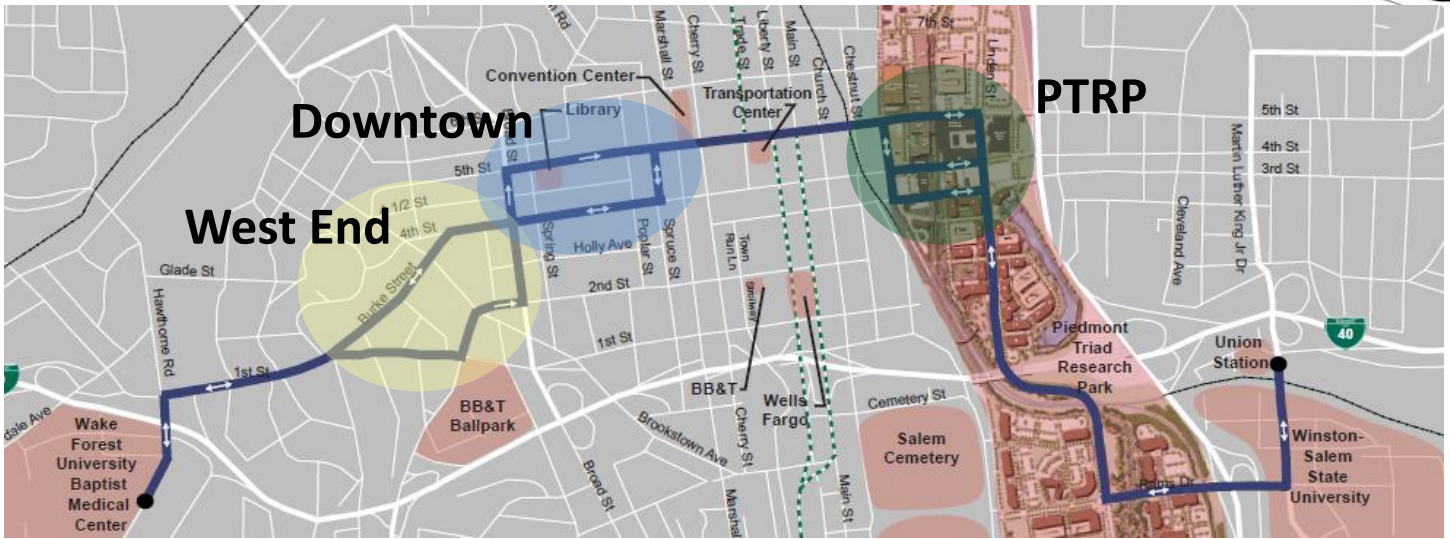 Marshall St
Cherry St
Trade St
Liberty St
Main St
Church St
Chestnut St
7th St
Linden St
Convention Center
Library
Transportation
Center
PTRP
Downtown
5th St
West End
1/2 St
4th St
Burke Street
Glade St
Hawthorne Rd
1st St
Spring St
Holly Ave
Poplar St
Spruce St
2nd St
1st St
Town
Run Ln
5th St
4th St
3rd St
Martin Luther King Jr Dr
Cleveland Ave
40
Union
Station
Piedmont
Triad
Research
Park
BB&T
Wells
Fargo
Cemetery St
Salem
Cemetery
BB&T
Ballpark
Brookstown Ave
Cherry St
Broad St
Marshal
Main St
dale Ave
Wake
Forest
University
Baptist
Medical
Center
Rams Dr
Winston-
Salem
State
University